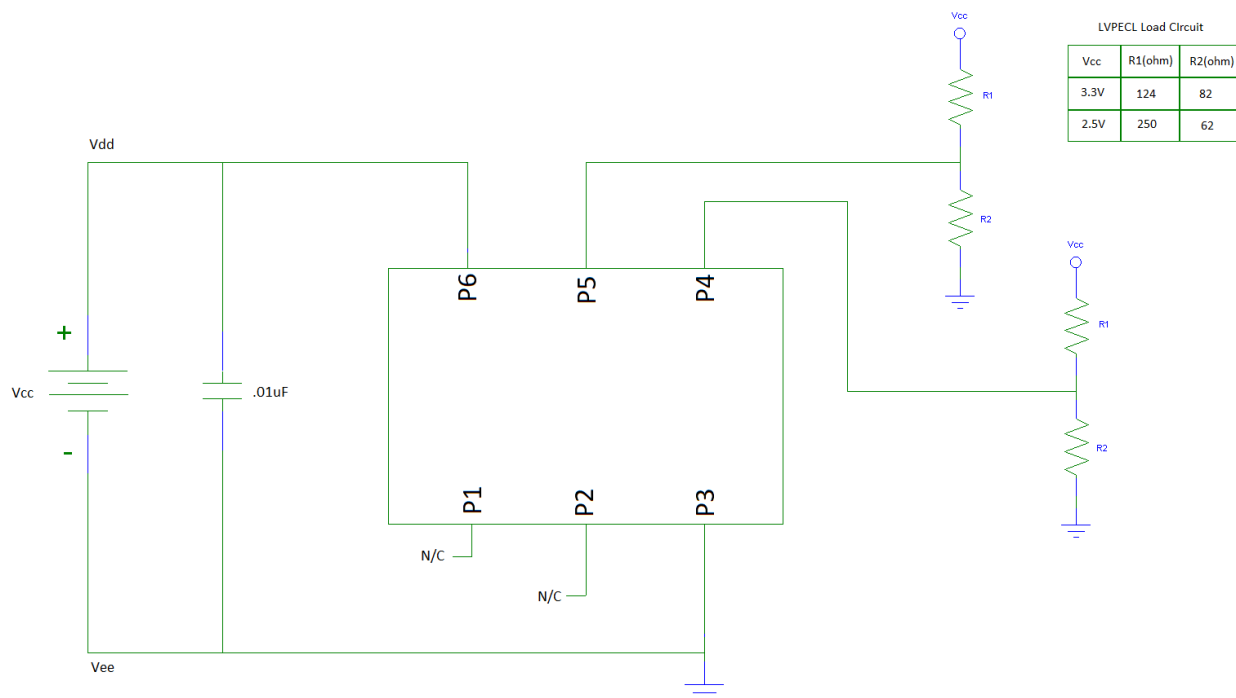 Vcc
LVPECL Load CIrcuit
Vcc R1(ohm) R2(ohm)
3.3V 124 82
2.5V 250 62
R1
Vdd
R2
Vcc
P6
P5
P4
R1
+
Vcc
.01uF
-
R2
P1
P2
P3
N/C
N/C
Vee